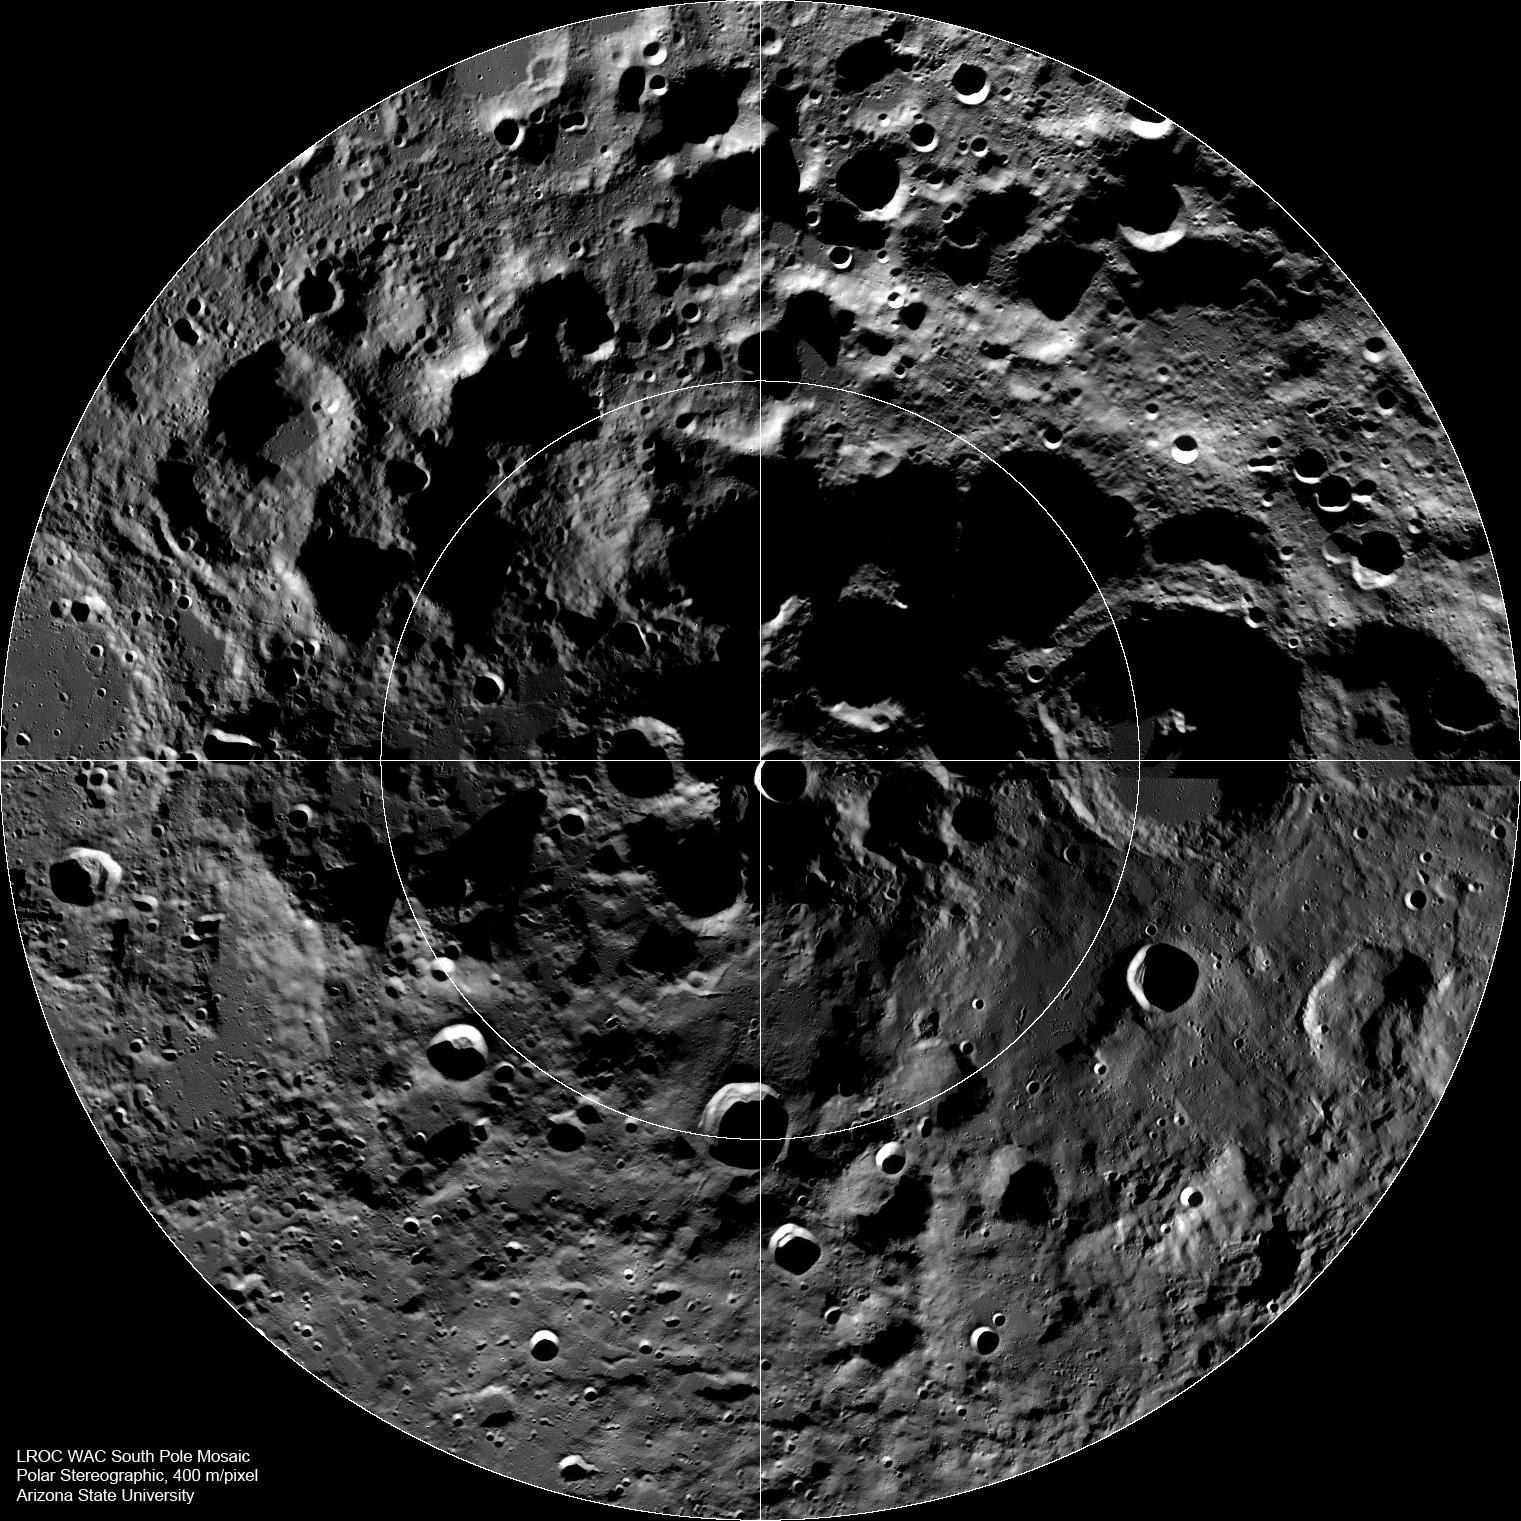 LROC WAC South Pole Mosaic
Polar Stereographic, 400 m/pixel
Arizona State University